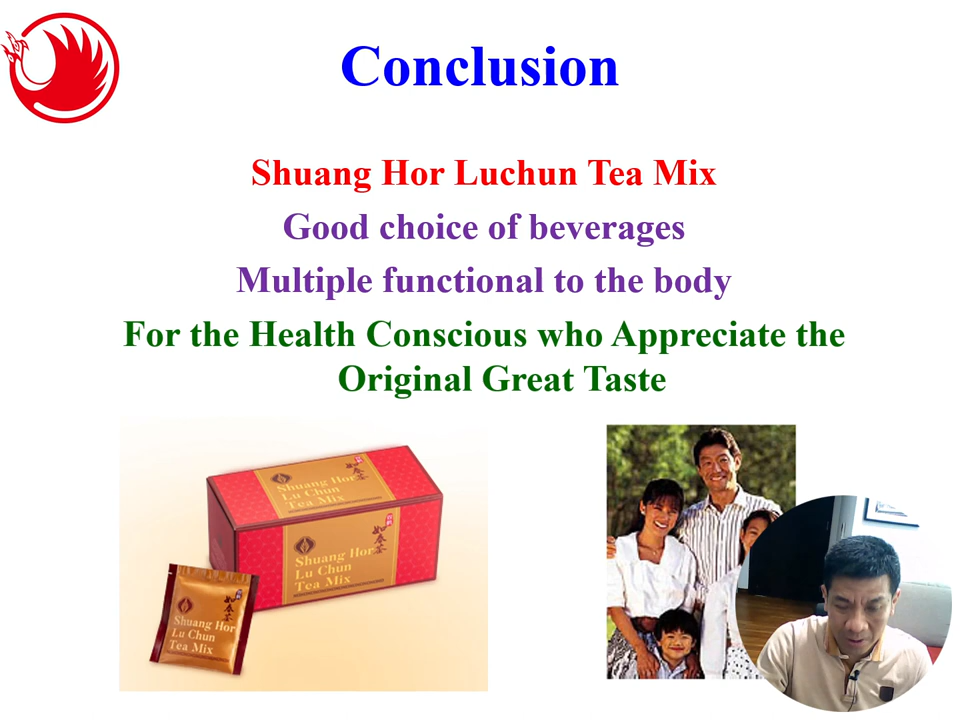 Conclusion
Shuang Hor Luchun Tea Mix
Good choice of beverages
Multiple functional to the body
For the Health Conscious who Appreciate the
Original Great Taste
Shuang Hor
Lu Chun
Tea Mix
Shuang Hor
Lu Chun
Tea Mix
Shuang Hor
Lu Chun
Tea Mix